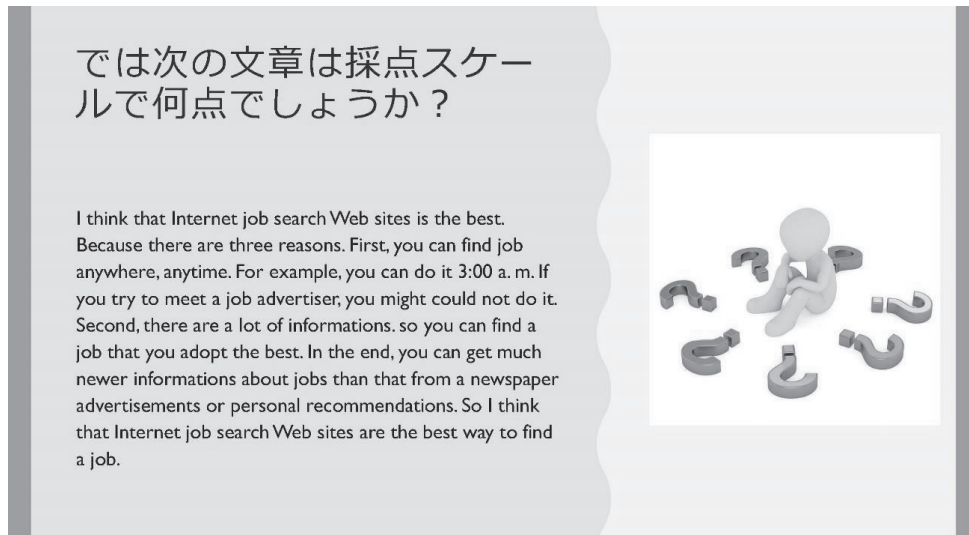 では次の文章は採点スケー
ルで何点でしょうか？
I think that Internet job search Web sites is the best.
Because there are three reasons. First, you can find job
anywhere, anytime. For example, you can do it 3:00 a. m. If
you try to meet a job advertiser, you might could not do it.
Second, there are a lot of informations. so you can find a
job that you adopt the best. In the end, you can get much
newer informations about jobs than that from a newspaper
advertisements or personal recommendations. So I think
that Internet job search Web sites are the best way to find
a job.